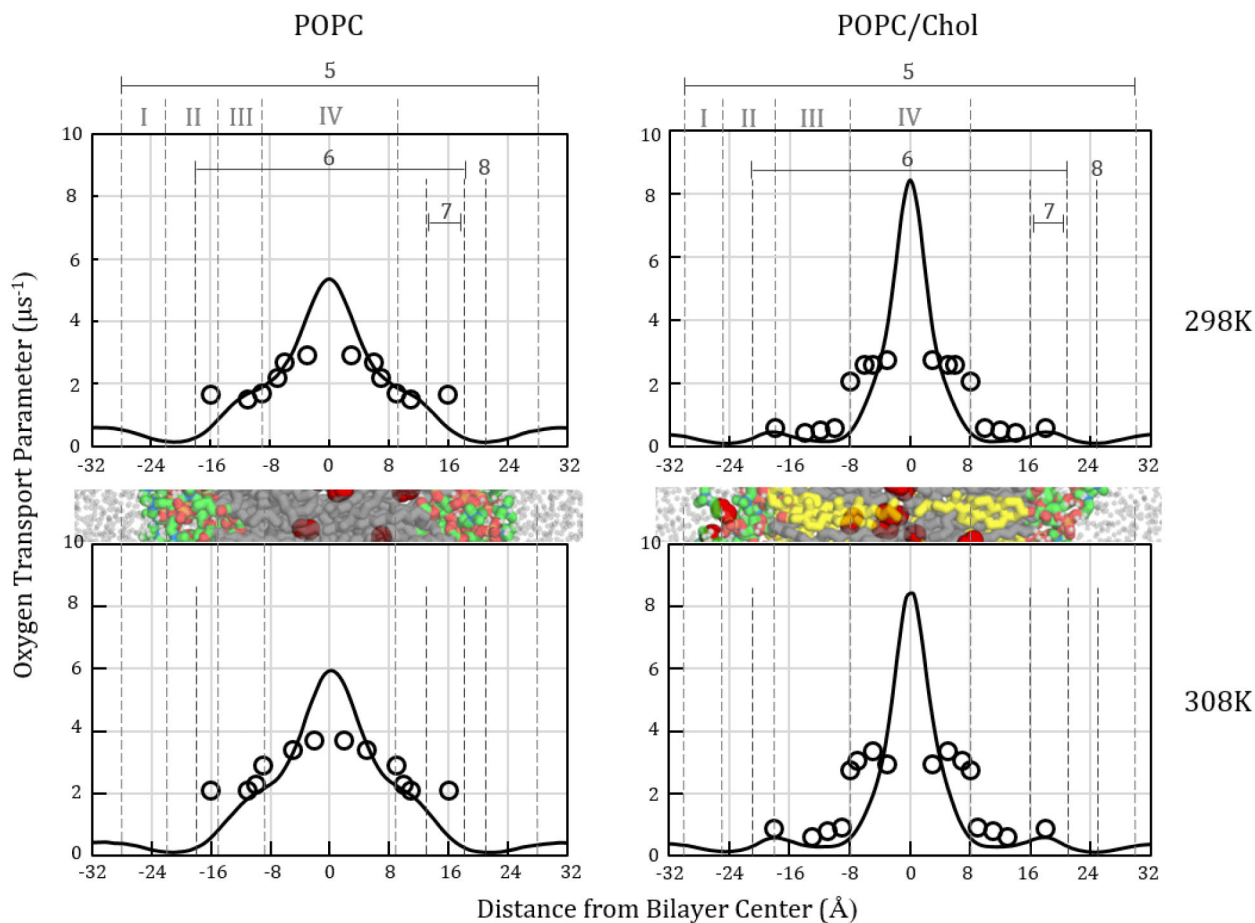 POPC
POPC/Chol
5
5
I II III IV
I II III IV
6
8
6
8
7
7
10
8
6
4
2
0
-32 -24 -16 -8 0 8 16 24 32
10
8
6
4
2
0
-32 -24 -16 -8 0 8 16 24 32
298K
Oxygen Transport Parameter (μs-1)
10
8
6
4
2
0
-32 -24 -16 -8 0 8 16 24 32
10
8
6
4
2
0
-32 -24 -16 -8 0 8 16 24 32
308K
Distance from Bilayer Center (Å)